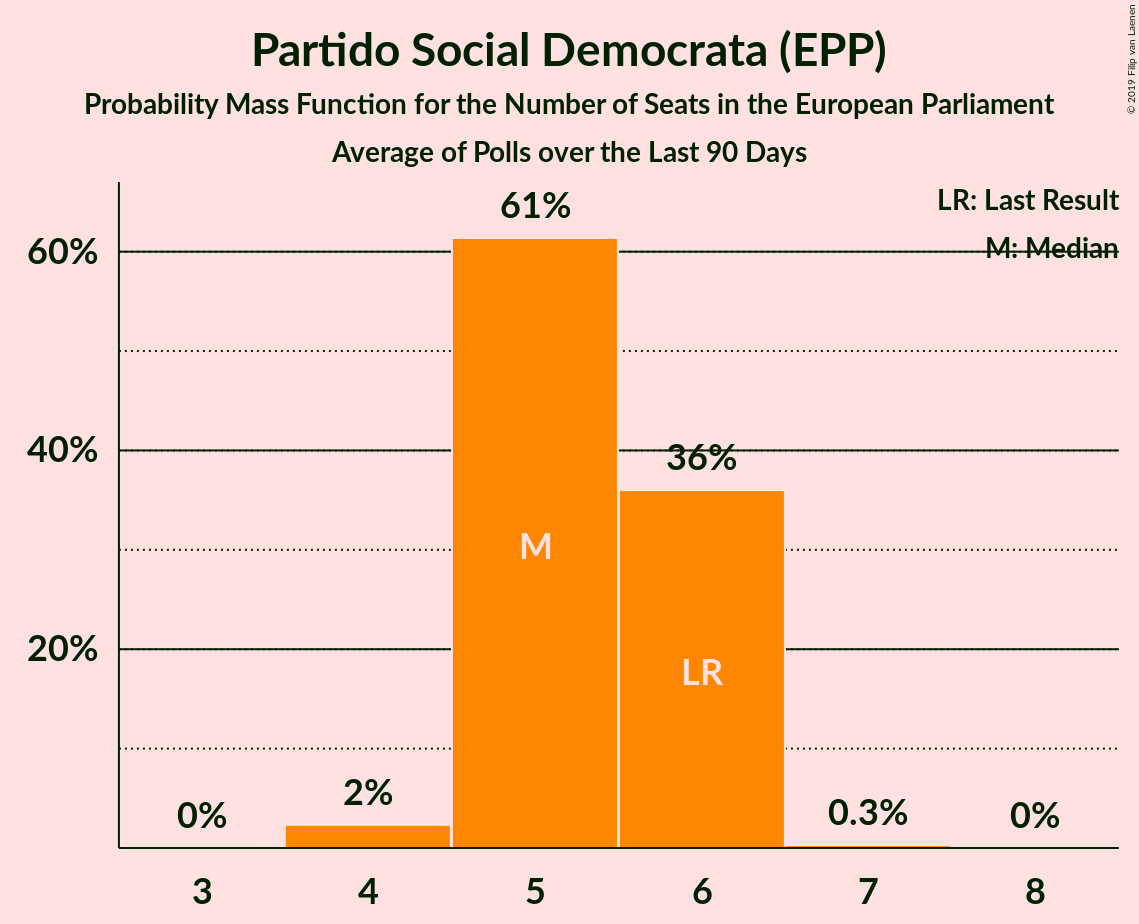 Partido Social Democrata (EPP)
Probability Mass Function for the Number of Seats in the European Parliament
Average of Polls over the Last 90 Days
© 2019 Filip van Laenen
LR: Last Result
M: Median
61%
60%
40%
36%
M
20%
LR
2%
0%
0.3%
0%
3 4 5 6 7 8